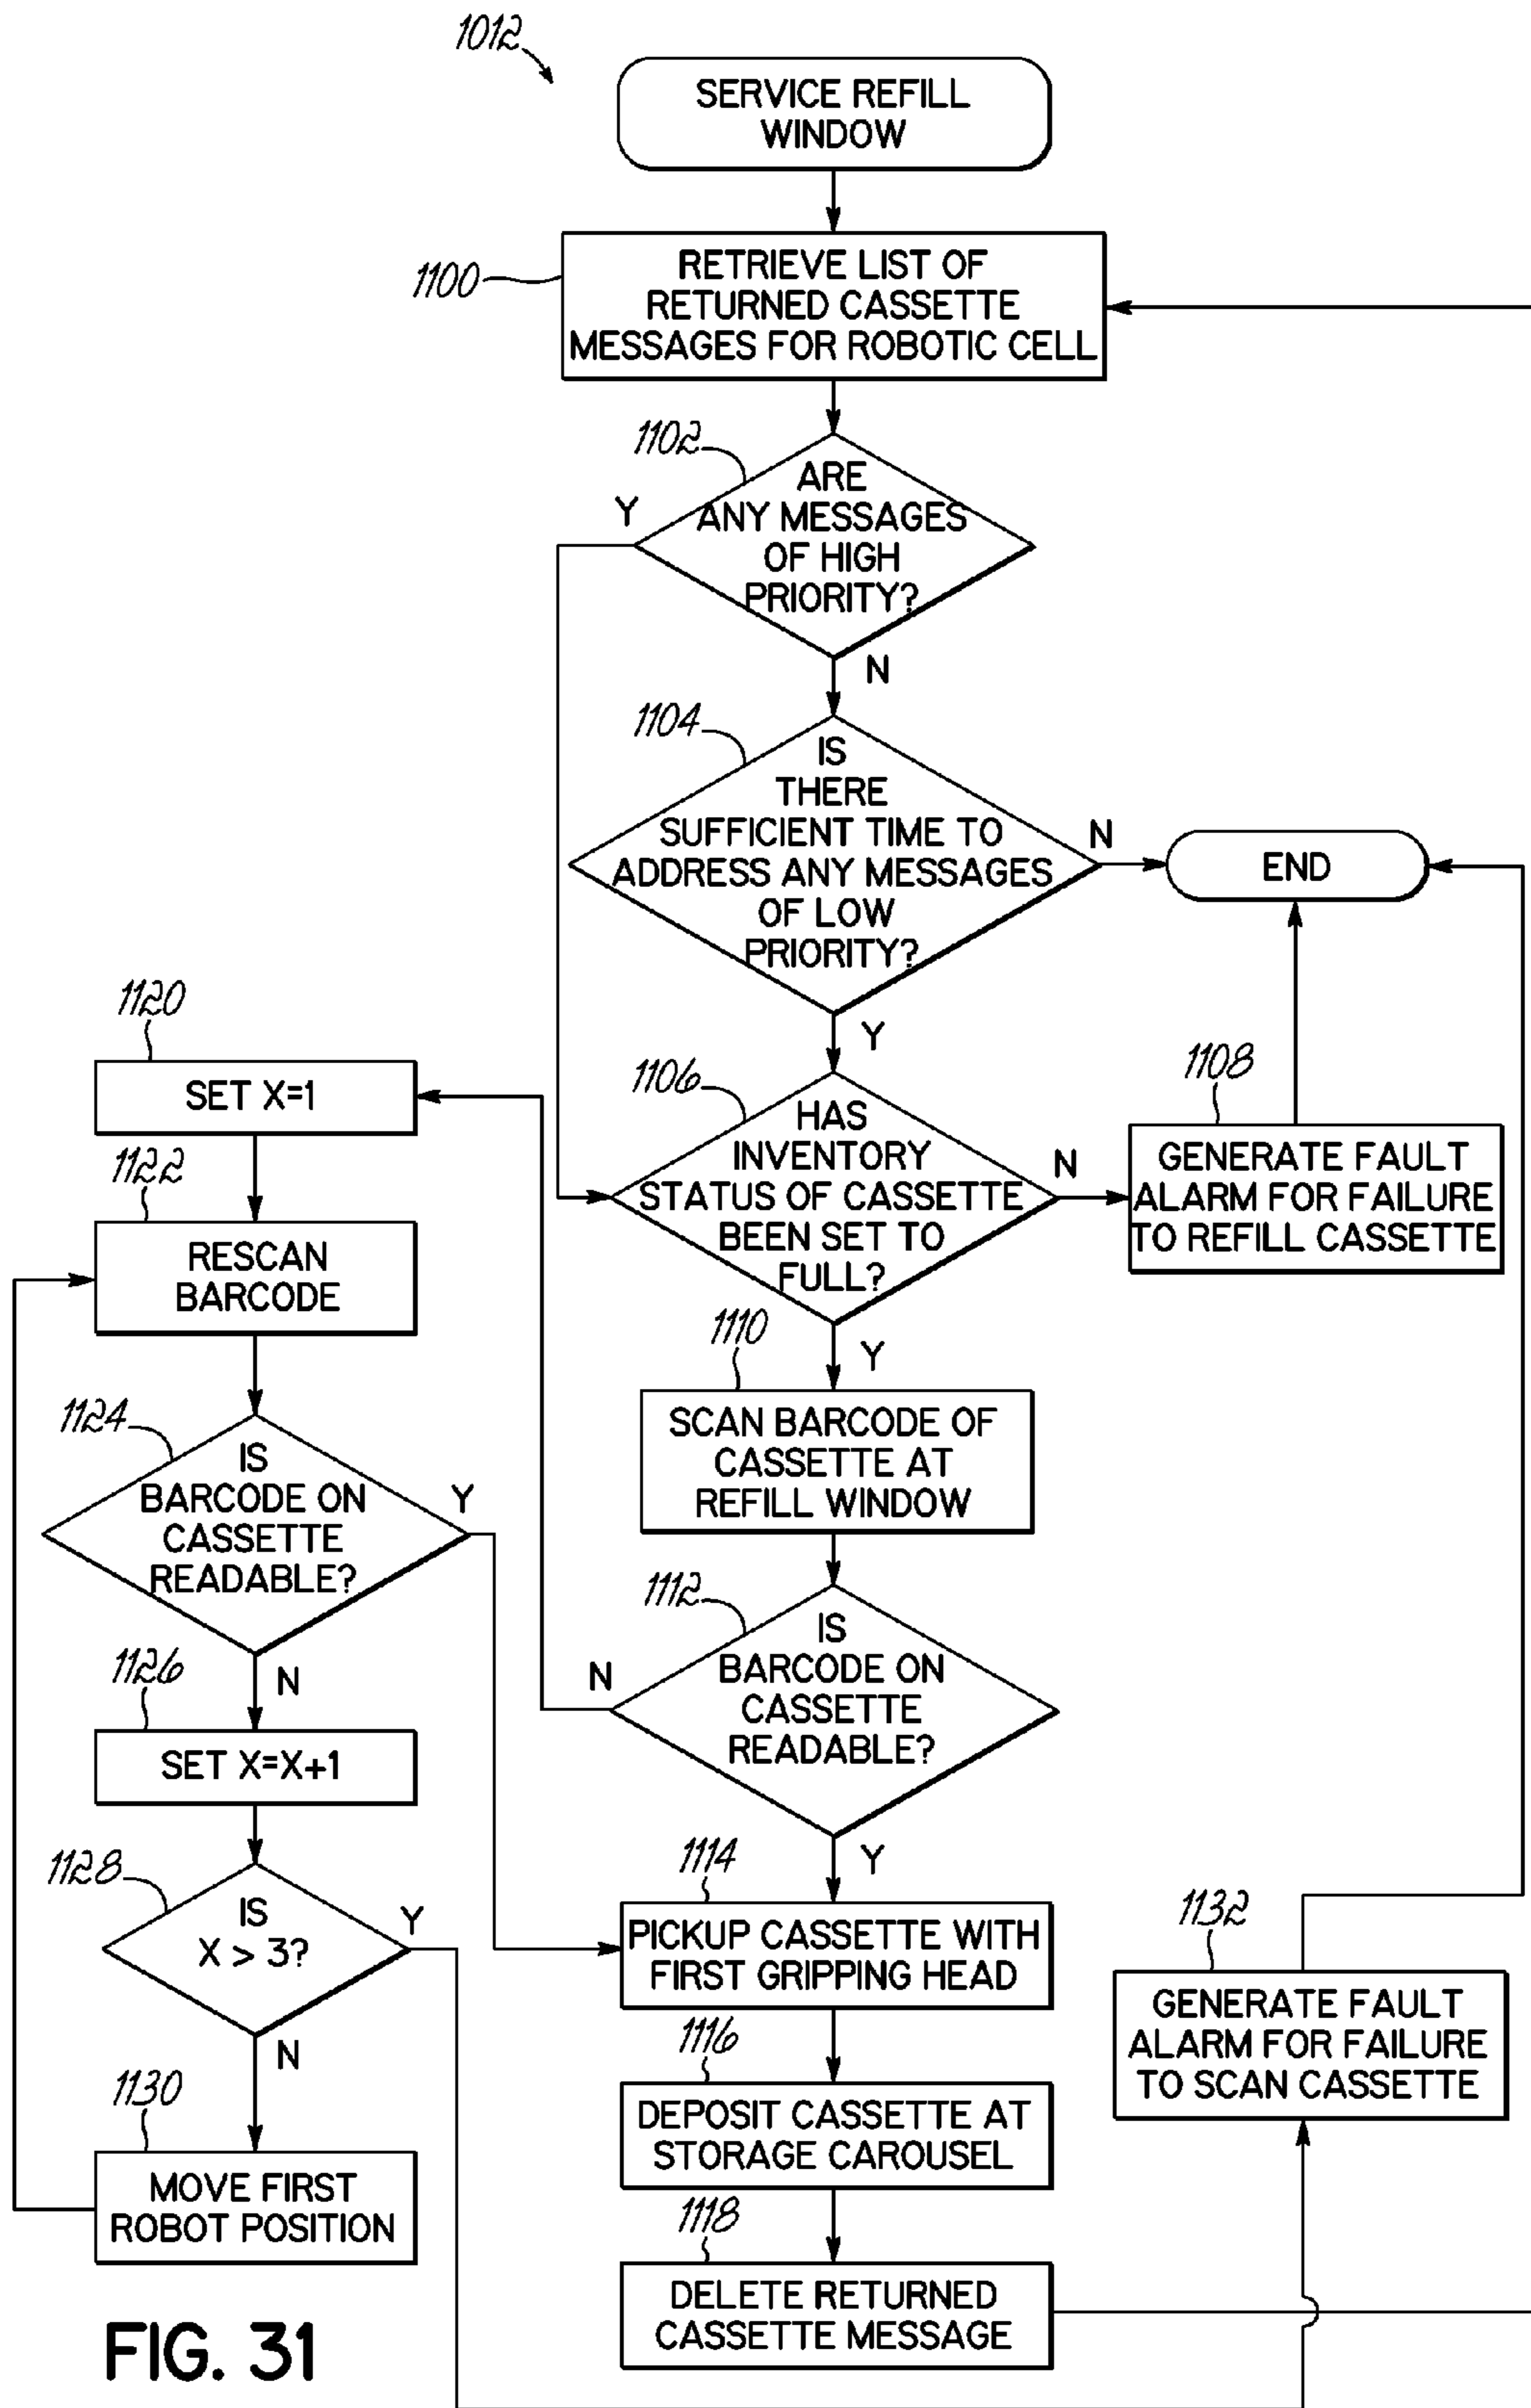 1012
SERVICE REFILL
WINDOW
1100
RETRIEVE LIST OF
RETURNED CASSETTE
MESSAGES FOR ROBOTIC CELL
1102
ARE
ANY MESSAGES
OF HIGH
PRIORITY?
Y
N
1104
IS
THERE
SUFFICIENT TIME TO
ADDRESS ANY MESSAGES
OF LOW
PRIORITY?
N
END
Y
1106
HAS
INVENTORY
STATUS OF CASSETTE
BEEN SET TO
FULL?
N
1108
GENERATE FAULT
ALARM FOR FAILURE
TO REFILL CASSETTE
Y
1110
SCAN BARCODE OF
CASSETTE AT
REFILL WINDOW
1112
IS
BARCODE ON
CASSETTE
READABLE?
N
Y
1114
PICKUP CASSETTE WITH
FIRST GRIPPING HEAD
1116
DEPOSIT CASSETTE AT
STORAGE CAROUSEL
1118
DELETE RETURNED
CASSETTE MESSAGE
1120
SET X=1
1122
RESCAN
BARCODE
1124
IS
BARCODE ON
CASSETTE
READABLE?
Y
N
1126
SET X=X+1
1128
IS
X > 3?
Y
N
1130
MOVE FIRST
ROBOT POSITION
1132
GENERATE FAULT
ALARM FOR FAILURE
TO SCAN CASSETTE
FIG. 31